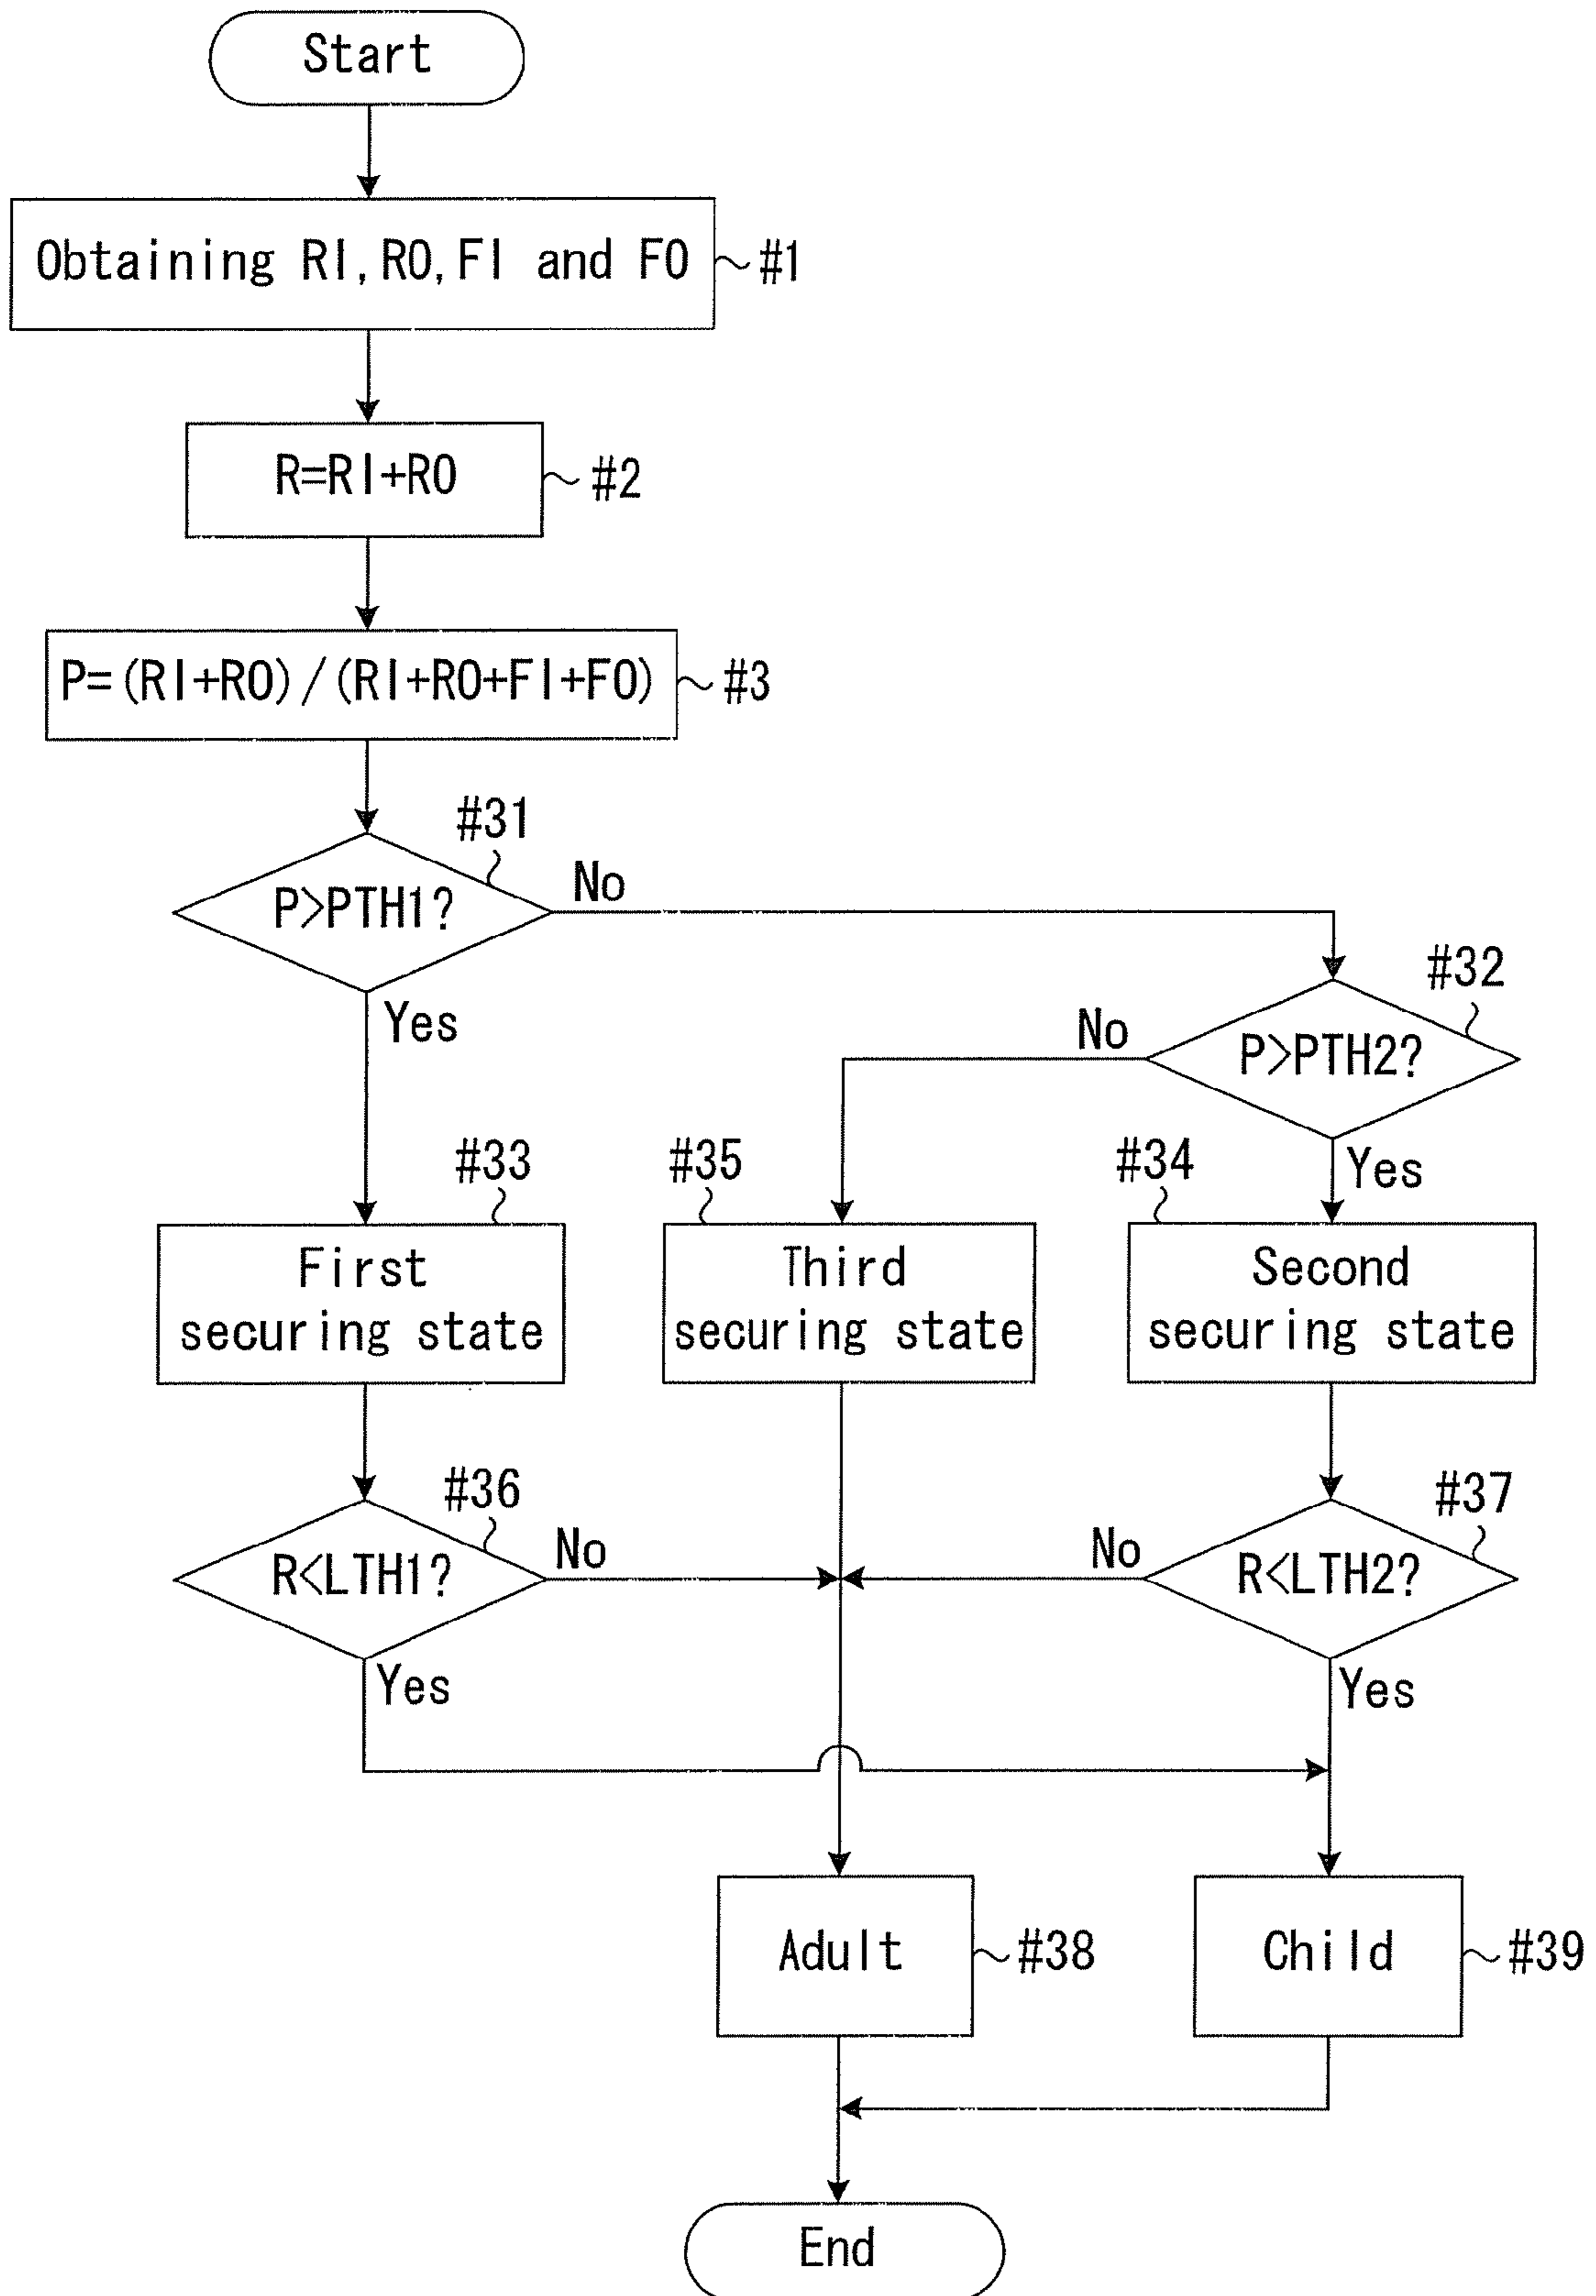 Start
Obtaining RI, RO, FI and FO
#1
R=RI+RO
#2
P=(RI+RO)/(RI+RO+FI+FO)
#3
#31
P>PTH1?
No
Yes
#32
P>PTH2?
No
Yes
#33
First
securing state
#35
Third
securing state
#34
Second
securing state
#36
R<LTH1?
No
Yes
#37
R<LTH2?
No
Yes
Adult
#38
Child
#39
End